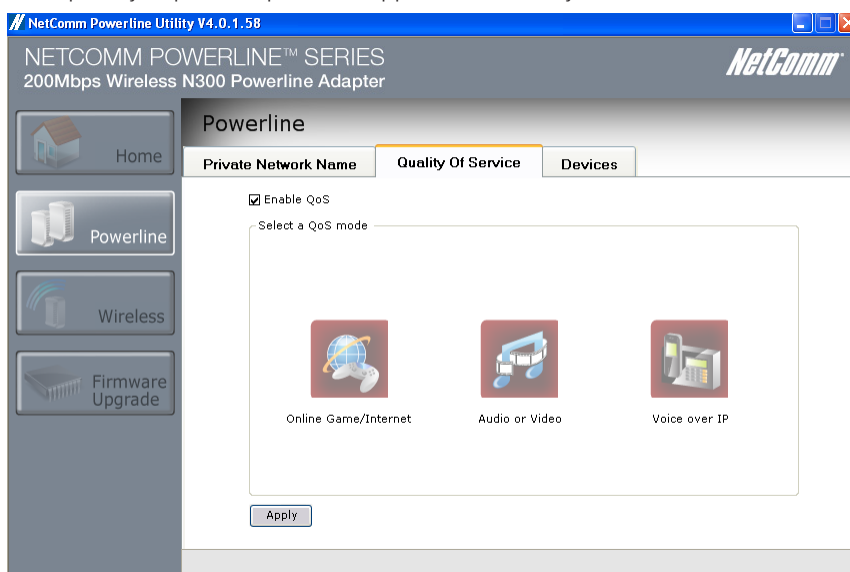 NetComm Powerline Utility V4.0.1.58
NETCOMM POWERLINE™ SERIES
200Mbps Wireless N300 Powerline Adapter
NetComm
Home
Powerline
Wireless
Firmware
Upgrade
Powerline
Private Network Name
Quality Of Service
Devices
Enable QoS
Select a QoS mode
Online Game/Internet
Audio or Video
Voice over IP
Apply